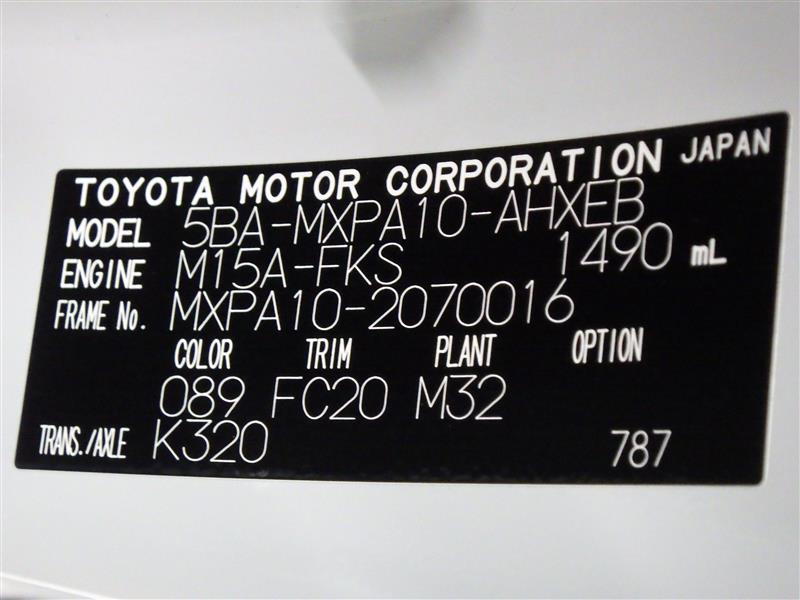 TOYOTA MOTOR CORPORATION JAPAN
MODEL 5BA-MXPA10-AHXEB
ENGINE M15A-FKS 1490 mL
FRAME No. MXPA10-2070016
COLOR TRIM PLANT OPTION
089 FC20 M32
TRANS./AXLE K320 787